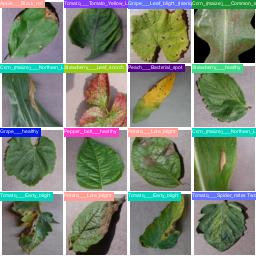 Apple___Black_rot
Tomato___Tomato_Yellow_L
Grape___Leaf_blight_(Isario
Corn_(maize)___Common_ru
Corn_(maize)___Northern_L
Strawberry___Leaf_scorch
Peach___Bacterial_spot
Strawberry___healthy
Grape___healthy
Pepper,_bell___healthy
Potato___Late_blight
Corn_(maize)___Northern_L
Tomato___Early_blight
Potato___Late_blight
Tomato___Early_blight
Tomato___Spider_mites Two